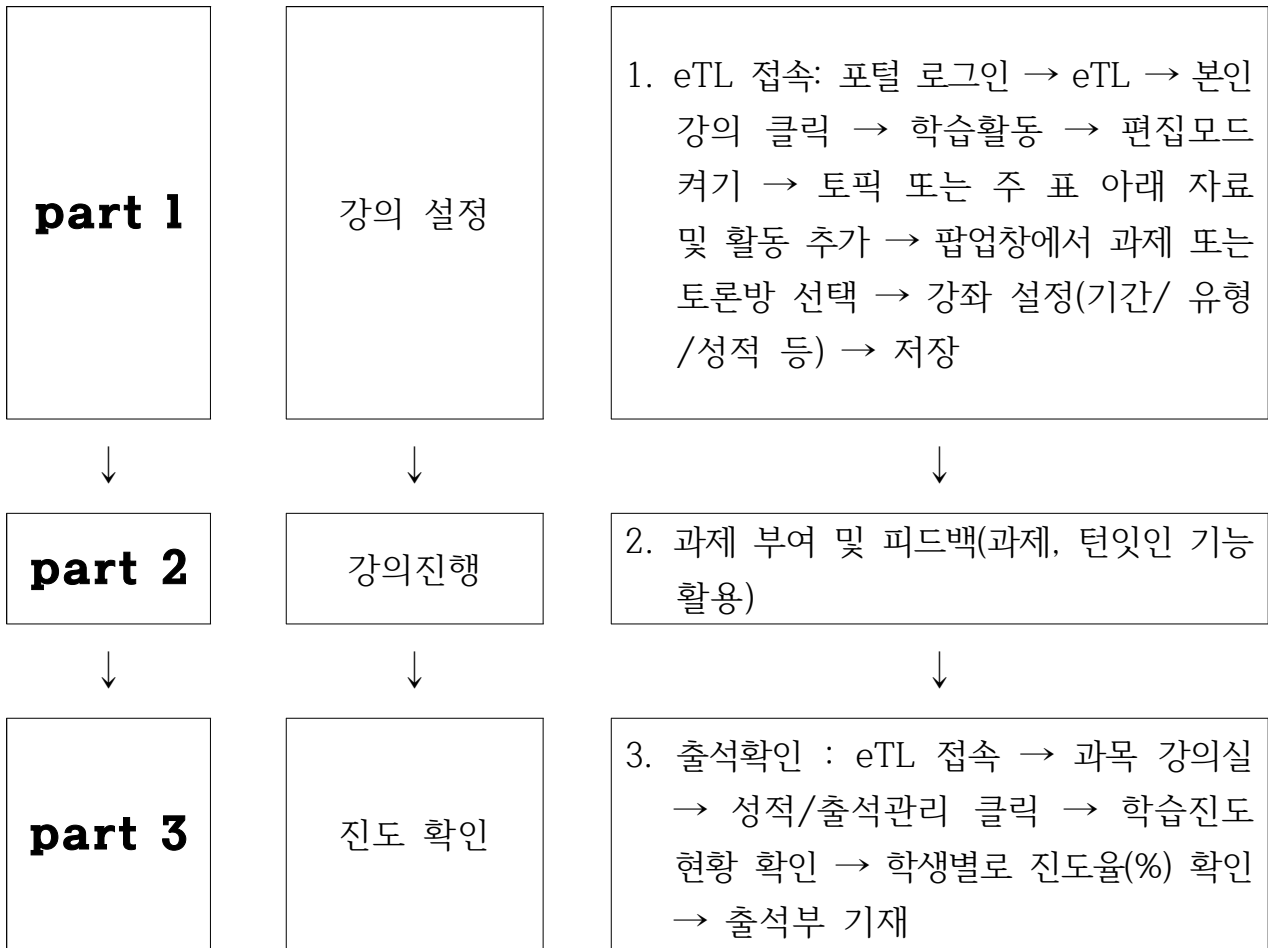 part 1
강의 설정
1. eTL 접속: 포털 로그인 → eTL → 본인
강의 클릭 → 학습활동 → 편집모드
켜기 → 토픽 또는 주 표 아래 자료
및 활동 추가 → 팝업창에서 과제 또는
토론방 선택 → 강좌 설정(기간/ 유형
/성적 등) → 저장
↓ ↓ ↓
part 2
강의진행
2. 과제 부여 및 피드백(과제, 턴잇인 기능
활용)
↓ ↓ ↓
part 3
진도 확인
3. 출석확인 : eTL 접속 → 과목 강의실
→ 성적/출석관리 클릭 → 학습진도
현황 확인 → 학생별로 진도율(%) 확인
→ 출석부 기재